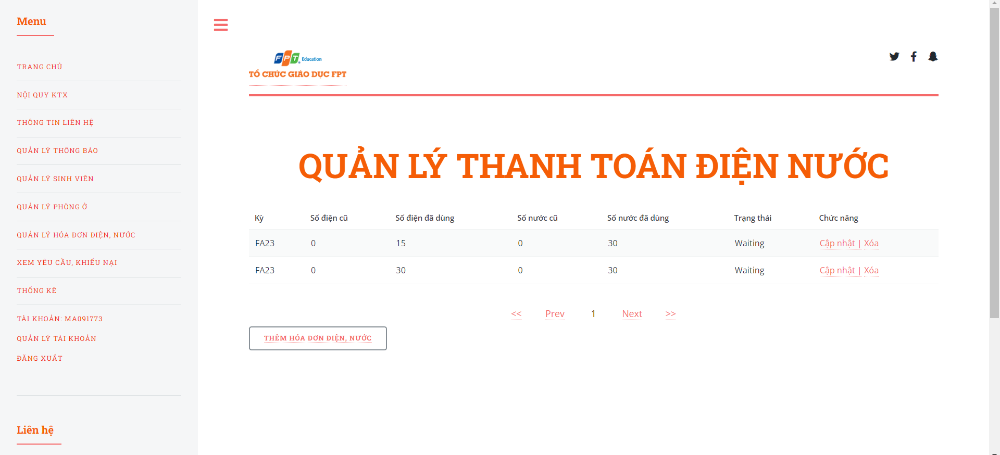 Menu
TRANG CHỦ
NỘI QUY KTX
THÔNG TIN LIÊN HỆ
QUẢN LÝ THÔNG BÁO
QUẢN LÝ SINH VIÊN
QUẢN LÝ PHÒNG Ở
QUẢN LÝ HÓA ĐƠN ĐIỆN, NƯỚC
XEM YÊU CẦU, KHIẾU NẠI
THỐNG KÊ
TÀI KHOẢN: MA091773
QUẢN LÝ TÀI KHOẢN
ĐĂNG XUẤT
Liên hệ
FPT Education
TỔ CHỨC GIÁO DỤC FPT
QUẢN LÝ THANH TOÁN ĐIỆN NƯỚC
Kỳ Số điện cũ Số điện đã dùng Số nước cũ Số nước đã dùng Trạng thái Chức năng
FA23 0 15 0 30 Waiting Cập nhật | Xóa
FA23 0 30 0 30 Waiting Cập nhật | Xóa
<< Prev 1 Next >>
THÊM HÓA ĐƠN ĐIỆN, NƯỚC